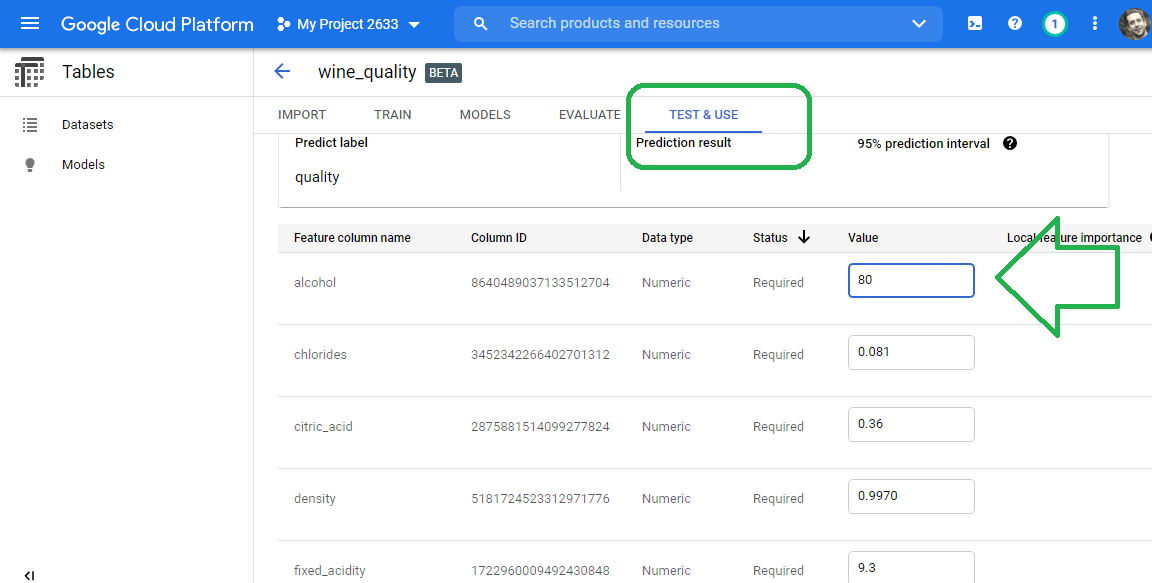 Google Cloud Platform My Project 2633 Search products and resources 1
Tables wine_quality BETA
IMPORT TRAIN MODELS EVALUATE TEST & USE
Datasets
Models
Predict label Prediction result 95% prediction interval ?
quality
Feature column name Column ID Data type Status Value Local feature importance
alcohol 8640489037133512704 Numeric Required 80
chlorides 3452342266402701312 Numeric Required 0.081
citric_acid 2875881514099277824 Numeric Required 0.36
density 5181724523312971776 Numeric Required 0.9970
fixed_acidity 1722960009492430848 Numeric Required 9.3